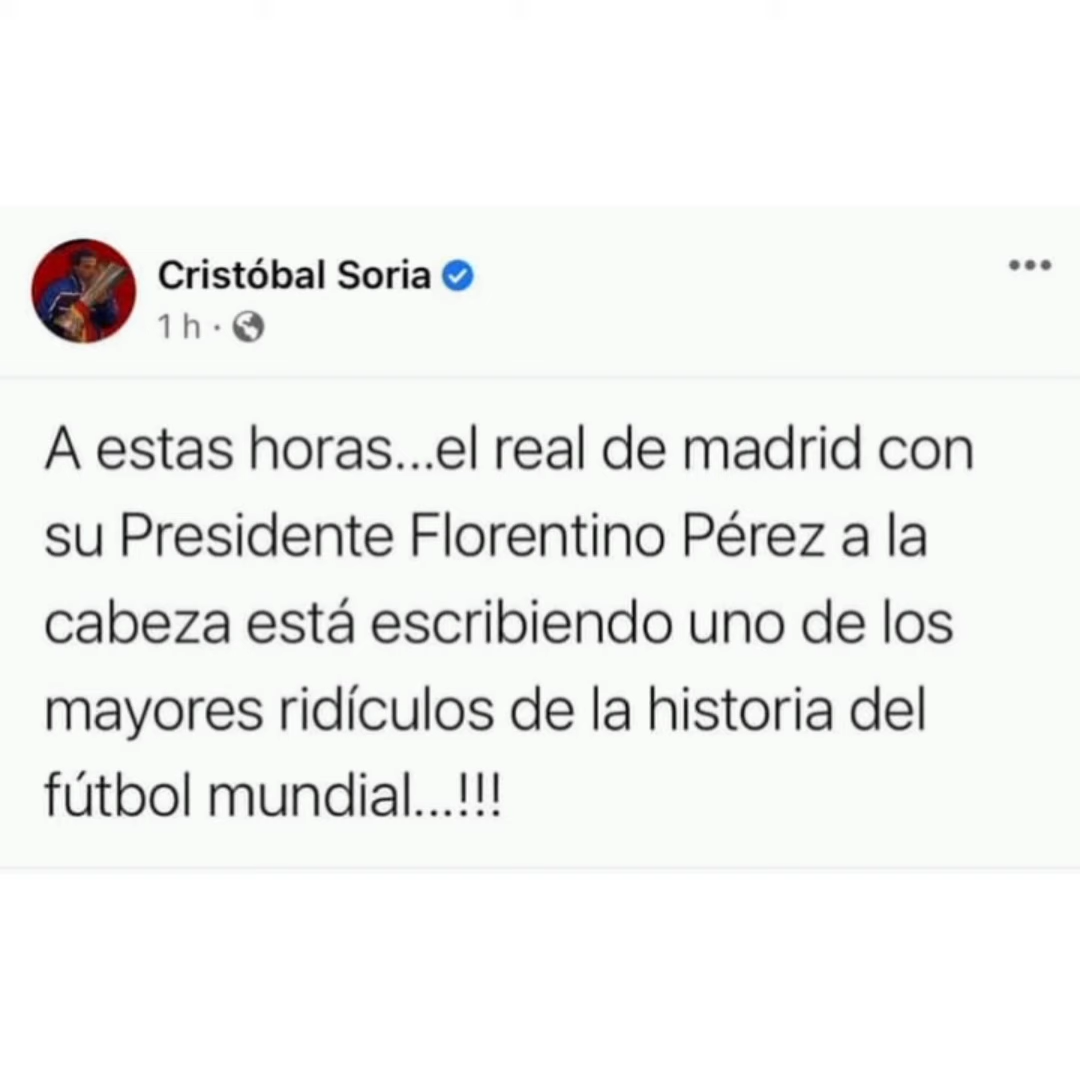 Cristóbal Soria
1 h ·
A estas horas...el real de madrid con
su Presidente Florentino Pérez a la
cabeza está escribiendo uno de los
mayores ridículos de la historia del
fútbol mundial...!!!